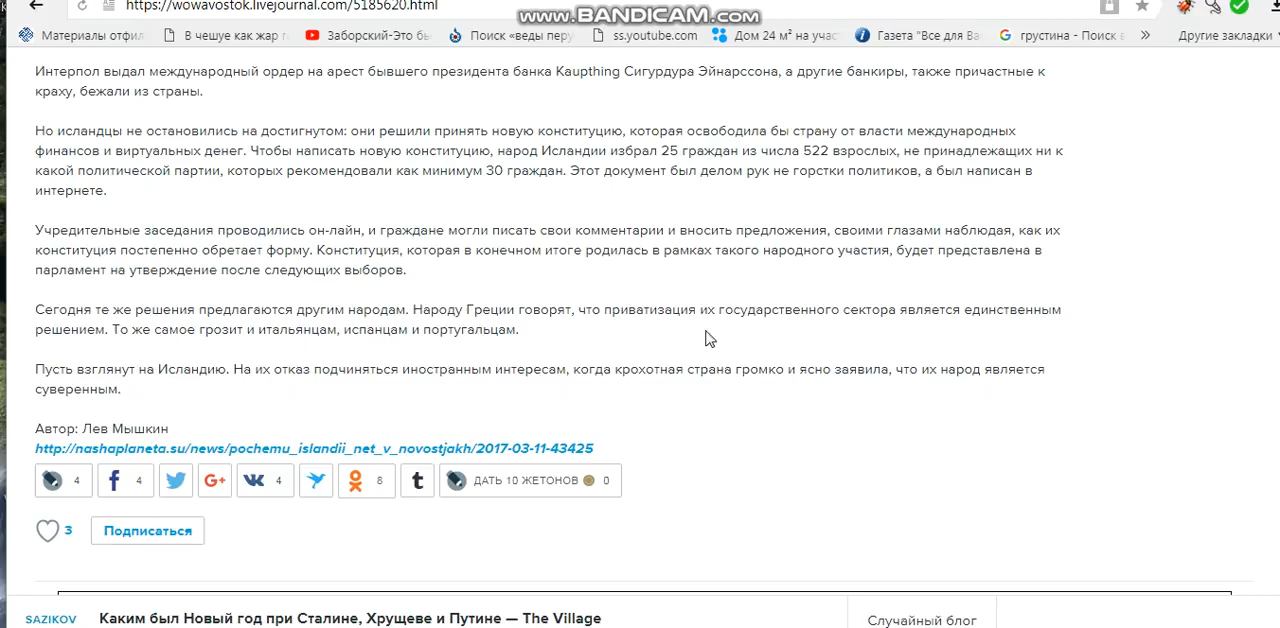 https://wowavostok.livejournal.com/5185620.html
www.BANDICAM.com
Материалы отфил
В чешуе как жар г
Заборский-Это бы
Поиск «веды перу
ss.youtube.com
Дом 24 м² на учас
Газета "Все для Ва
грустина - Поиск в
Другие закладки
Интерпол выдал международный ордер на арест бывшего президента банка Kaupthing Сигурдура Эйнарссона, а другие банкиры, также причастные к
краху, бежали из страны.
Но исландцы не остановились на достигнутом: они решили принять новую конституцию, которая освободила бы страну от власти международных
финансов и виртуальных денег. Чтобы написать новую конституцию, народ Исландии избрал 25 граждан из числа 522 взрослых, не принадлежащих ни к
какой политической партии, которых рекомендовали как минимум 30 граждан. Этот документ был делом рук не горстки политиков, а был написан в
интернете.
Учредительные заседания проводились он-лайн, и граждане могли писать свои комментарии и вносить предложения, своими глазами наблюдая, как их
конституция постепенно обретает форму. Конституция, которая в конечном итоге родилась в рамках такого народного участия, будет представлена в
парламент на утверждение после следующих выборов.
Сегодня те же решения предлагаются другим народам. Народу Греции говорят, что приватизация их государственного сектора является единственным
решением. То же самое грозит и итальянцам, испанцам и португальцам.
Пусть взглянут на Исландию. На их отказ подчиняться иностранным интересам, когда крохотная страна громко и ясно заявила, что их народ является
суверенным.
Автор: Лев Мышкин
http://nashaplaneta.su/news/pochemu_islandii_net_v_novostjakh/2017-03-11-43425
4
4
G+
4
8
t
ДАТЬ 10 ЖЕТОНОВ 0
3
Подписаться
SAZIKOV
Каким был Новый год при Сталине, Хрущеве и Путине — The Village
Случайный блог